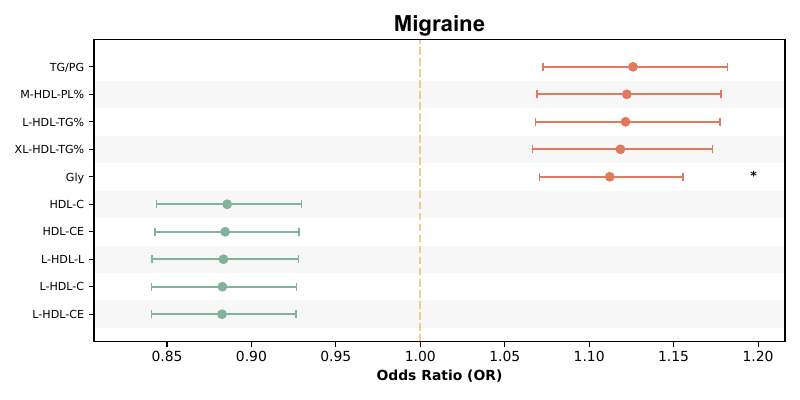 Migraine
TG/PG
M-HDL-PL%
L-HDL-TG%
XL-HDL-TG%
Gly *
HDL-C
HDL-CE
L-HDL-L
L-HDL-C
L-HDL-CE
0.85 0.90 0.95 1.00 1.05 1.10 1.15 1.20
Odds Ratio (OR)